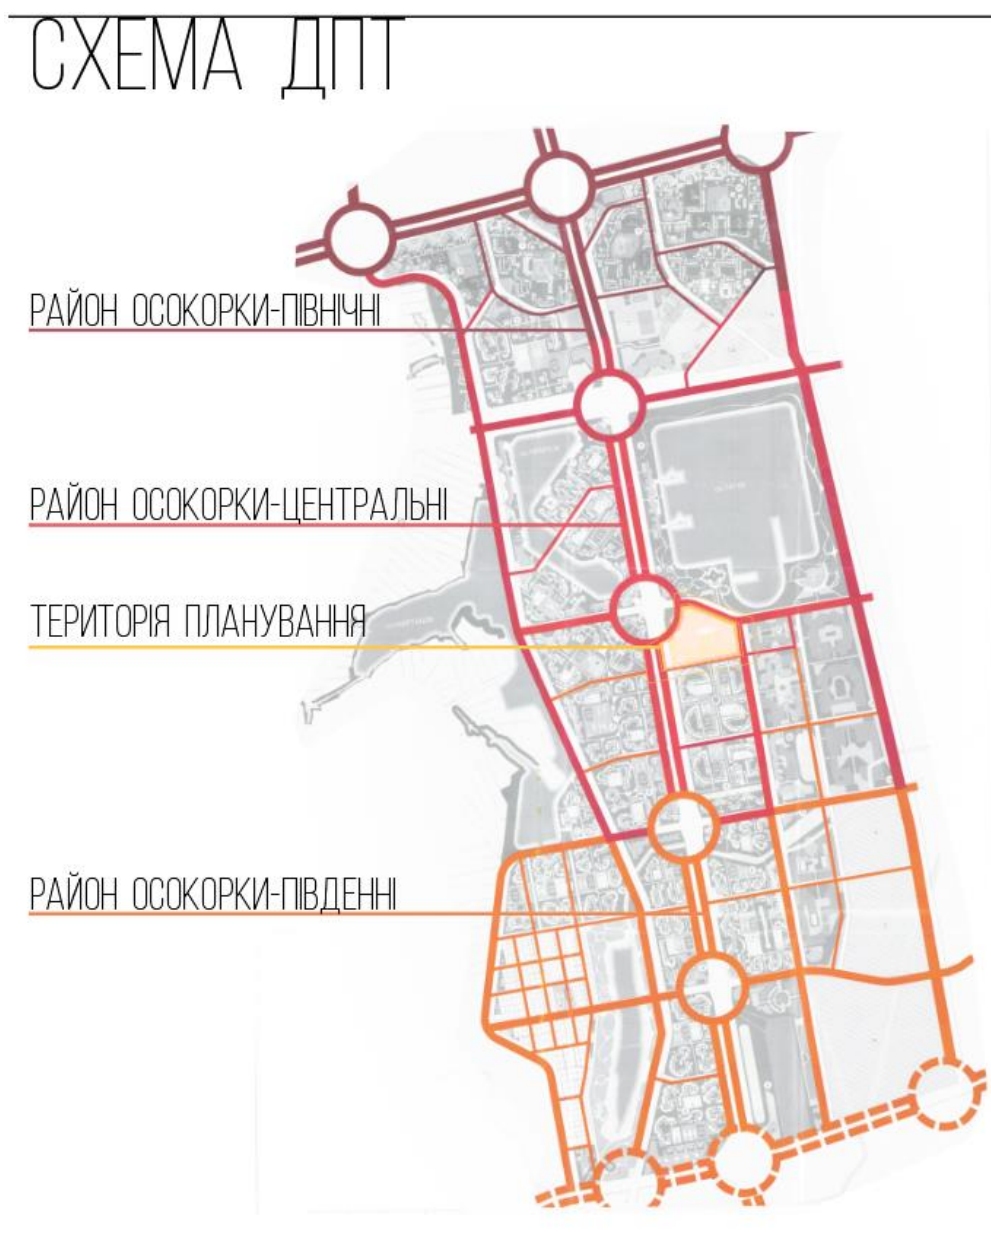 СХЕМА ДПТ
РАЙОН ОСОКОРКИ-ПІВНІЧНІ
РАЙОН ОСОКОРКИ-ЦЕНТРАЛЬНІ
ТЕРИТОРІЯ ПЛАНУВАННЯ
РАЙОН ОСОКОРКИ-ПІВДЕННІ